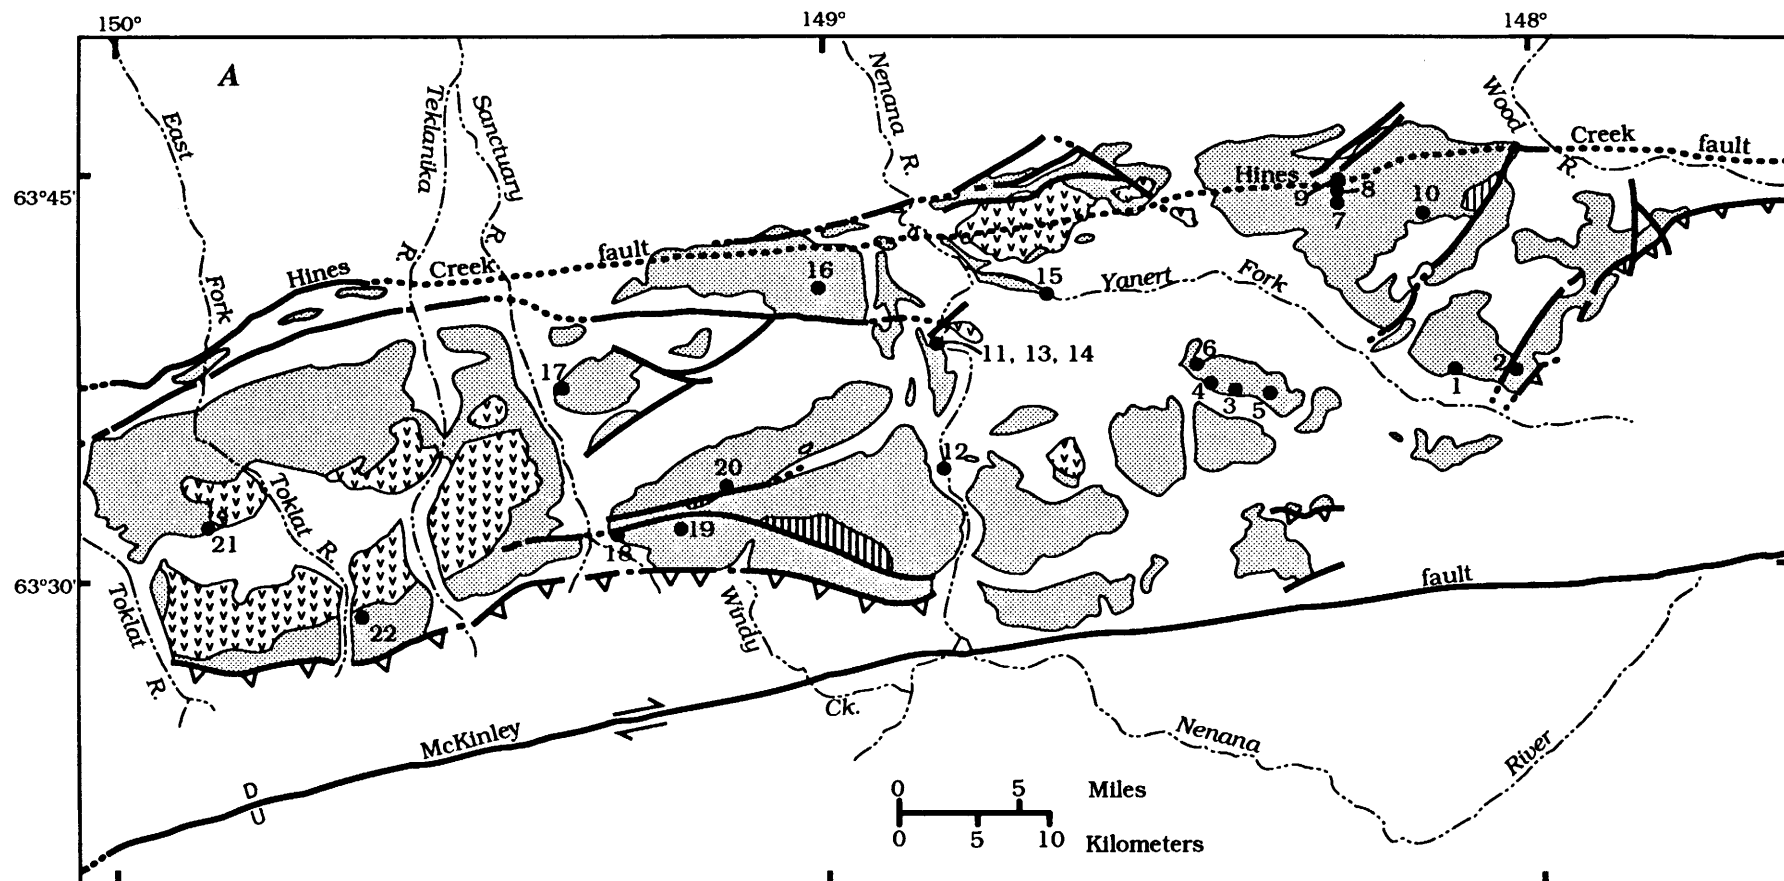 150°
149°
148°
A
East
Fork
Toklat
R.
Teklanika
R.
Sanctuary
R.
Nenana
R.
Wood
R.
Creek
fault
63°45'
Hines
9
8
7
10
Hines
Creek
fault
16
15
Yanert
Fork
11, 13, 14
6
4
3
5
1
2
17
12
20
19
18
21
22
63°30'
Toklat
R.
Windy
Ck.
fault
McKinley
D
U
Nenana
River
0
5
Miles
0
5
10
Kilometers